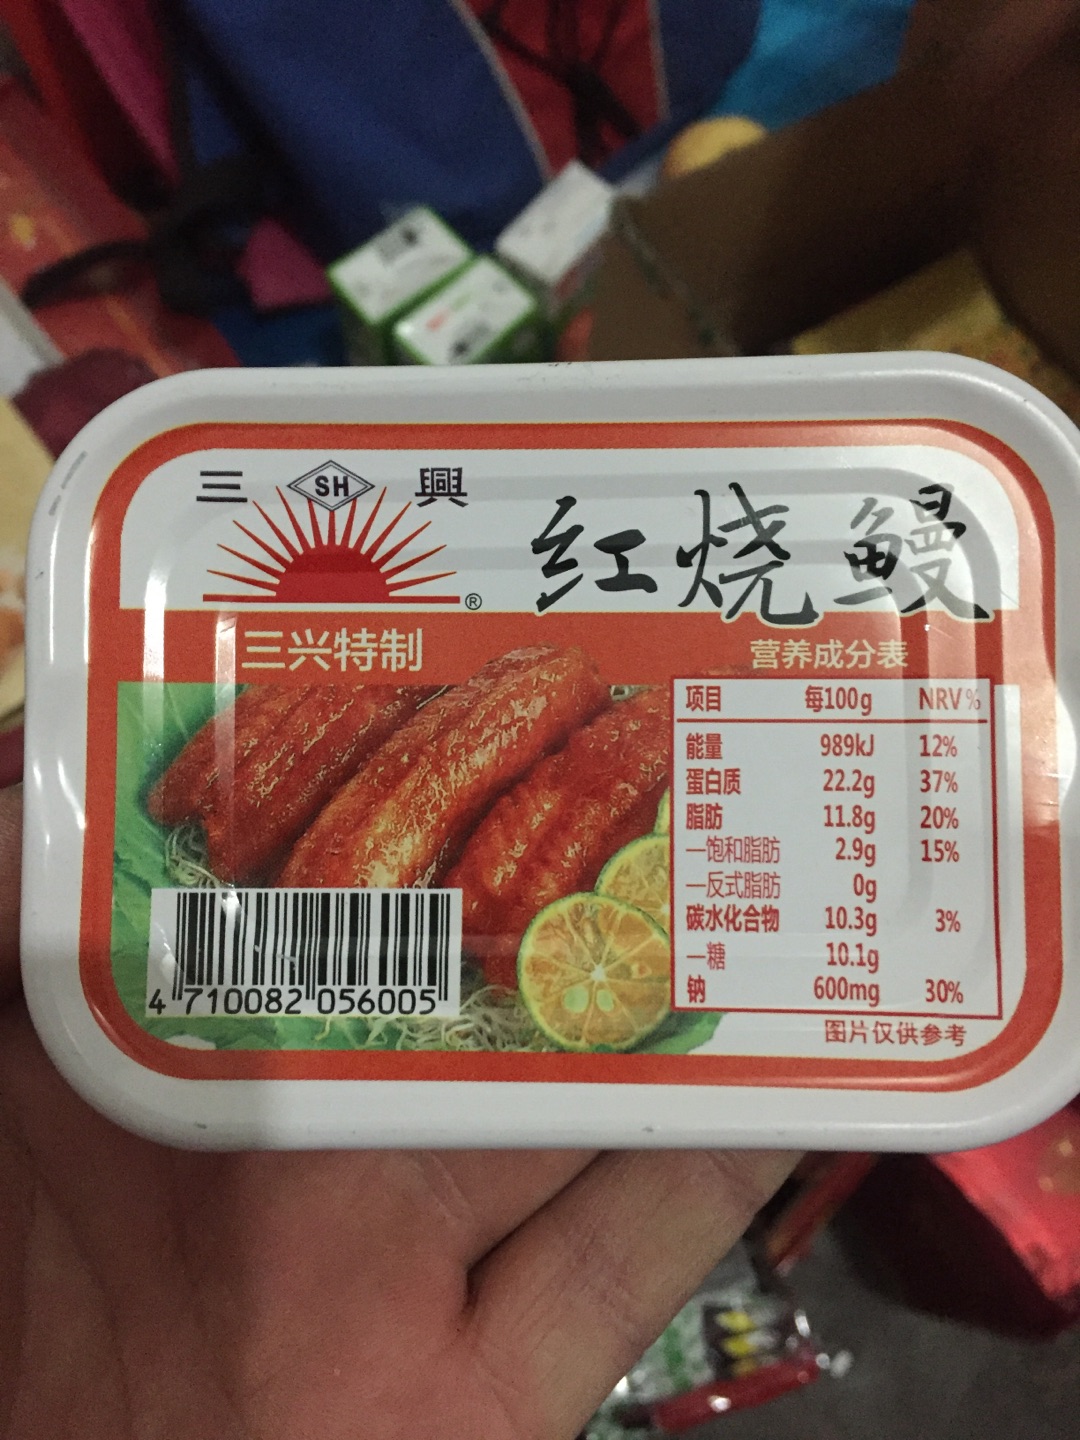 三 SH 興
®
红烧鳗
三兴特制
营养成分表
项目 每100g NRV%
能量 989kJ 12%
蛋白质 22.2g 37%
脂肪 11.8g 20%
—饱和脂肪 2.9g 15%
—反式脂肪 0g
碳水化合物 10.3g 3%
—糖 10.1g
钠 600mg 30%
图片仅供参考
4 710082 056005